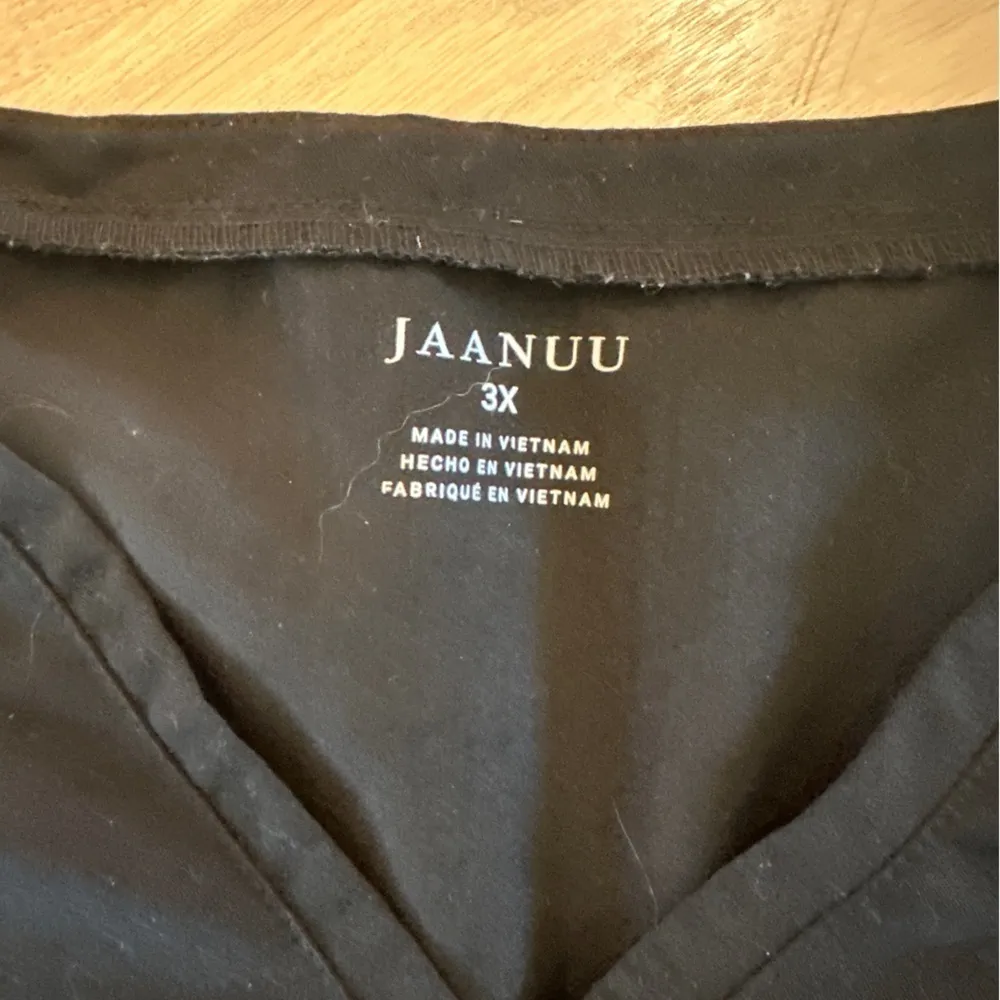 JAANUU
3X
MADE IN VIETNAM
HECHO EN VIETNAM
FABRIQUÉ EN VIETNAM